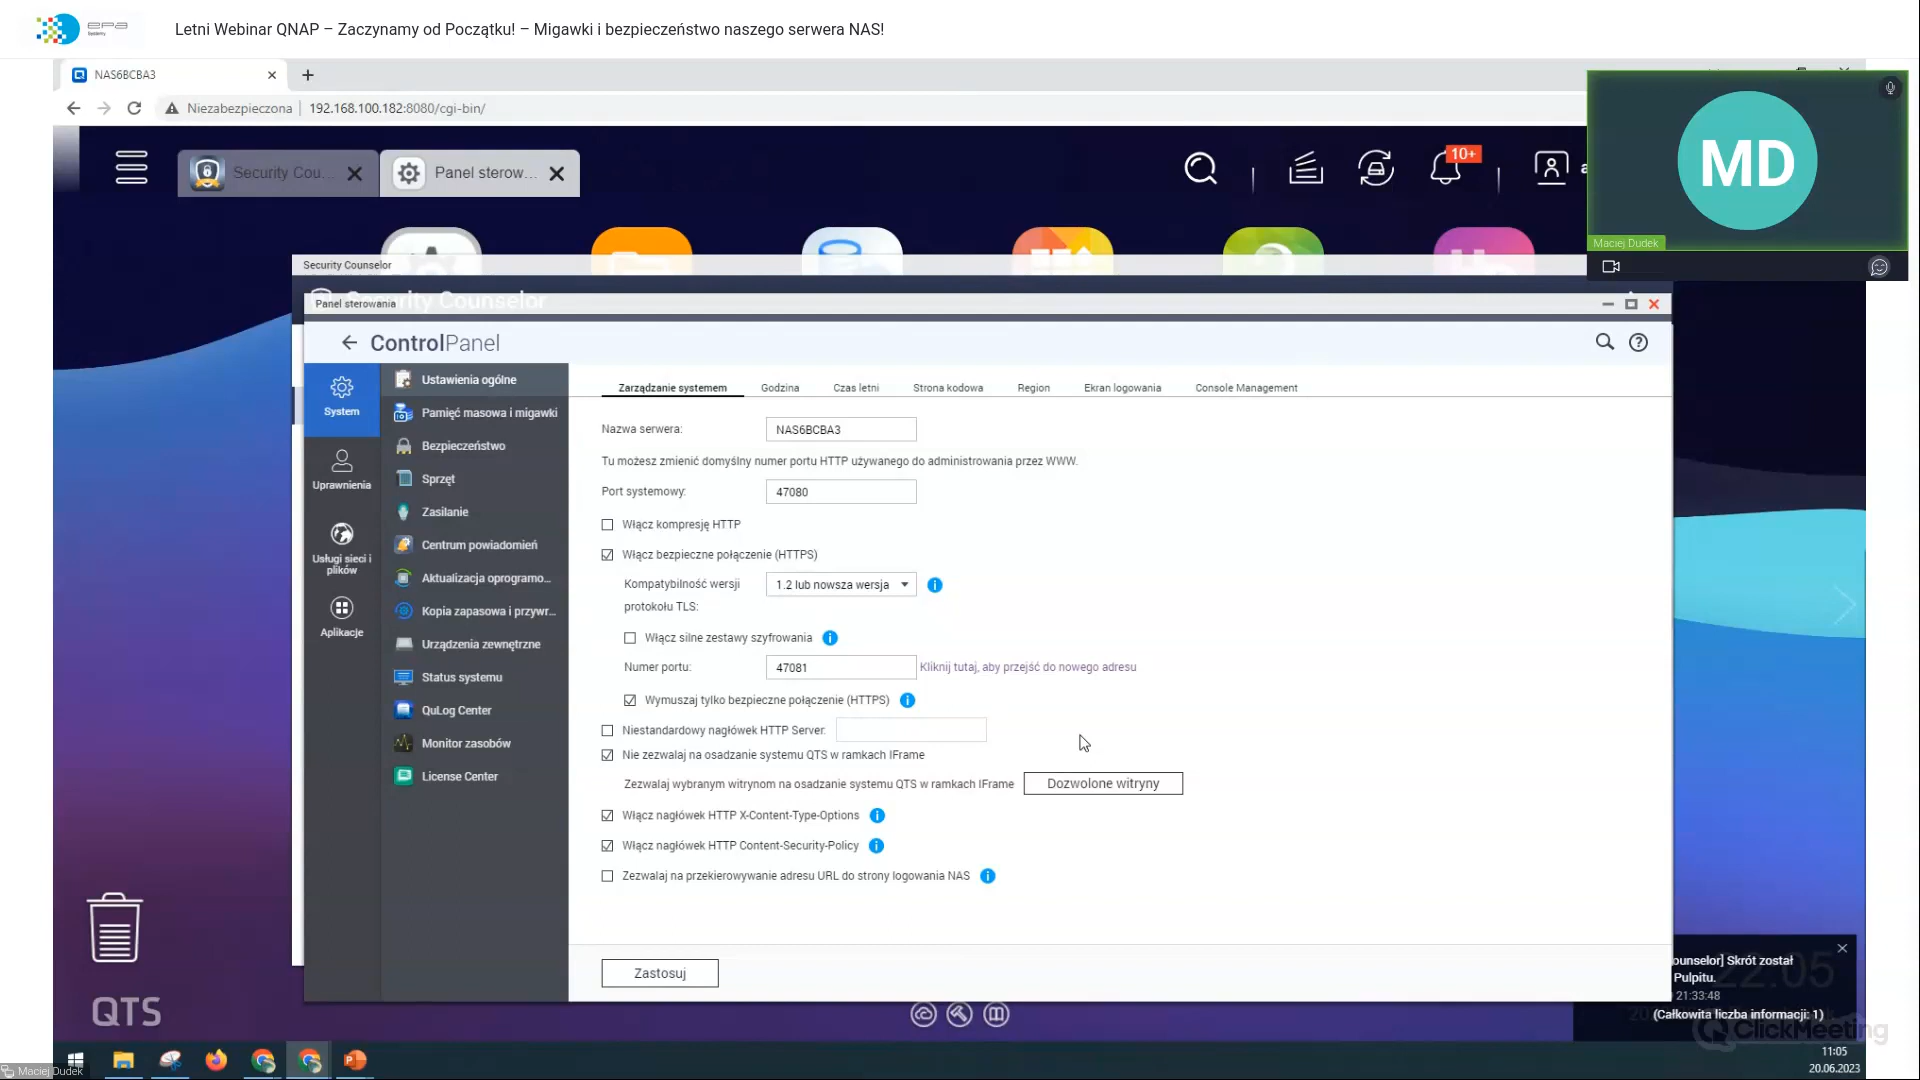 Letni Webinar QNAP – Zaczynamy od Początku! – Migawki i bezpieczeństwo naszego serwera NAS!
NAS6BCBA3
Niezabezpieczona
192.168.100.182:8080/cgi-bin/
Security Cou...
Panel sterow...
10+
MD
Maciej Dudek
Security Counselor
Security Counselor
Panel sterowania
ControlPanel
System
Uprawnienia
Usługi sieci i plików
Aplikacje
Ustawienia ogólne
Pamięć masowa i migawki
Bezpieczeństwo
Sprzęt
Zasilanie
Centrum powiadomień
Aktualizacja oprogramo...
Kopia zapasowa i przywr...
Urządzenia zewnętrzne
Status systemu
QuLog Center
Monitor zasobów
License Center
Zarządzanie systemem
Godzina
Czas letni
Strona kodowa
Region
Ekran logowania
Console Management
Nazwa serwera:
NAS6BCBA3
Tu możesz zmienić domyślny numer portu HTTP używanego do administrowania przez WWW.
Port systemowy:
47080
Włącz kompresję HTTP
Włącz bezpieczne połączenie (HTTPS)
Kompatybilność wersji
protokołu TLS:
1.2 lub nowsza wersja
Włącz silne zestawy szyfrowania
Numer portu:
47081
Kliknij tutaj, aby przejść do nowego adresu
Wymuszaj tylko bezpieczne połączenie (HTTPS)
Niestandardowy nagłówek HTTP Server:
Nie zezwalaj na osadzanie systemu QTS w ramkach IFrame
Zezwalaj wybranym witrynom na osadzanie systemu QTS w ramkach IFrame
Dozwolone witryny
Włącz nagłówek HTTP X-Content-Type-Options
Włącz nagłówek HTTP Content-Security-Policy
Zezwalaj na przekierowywanie adresu URL do strony logowania NAS
Zastosuj
QTS
ounselor] Skrót został
Pulpitu.
21:33:48
(Całkowita liczba informacji: 1)
22:05
ClickMeeting
Maciej Dudek
11:05
20.06.2023